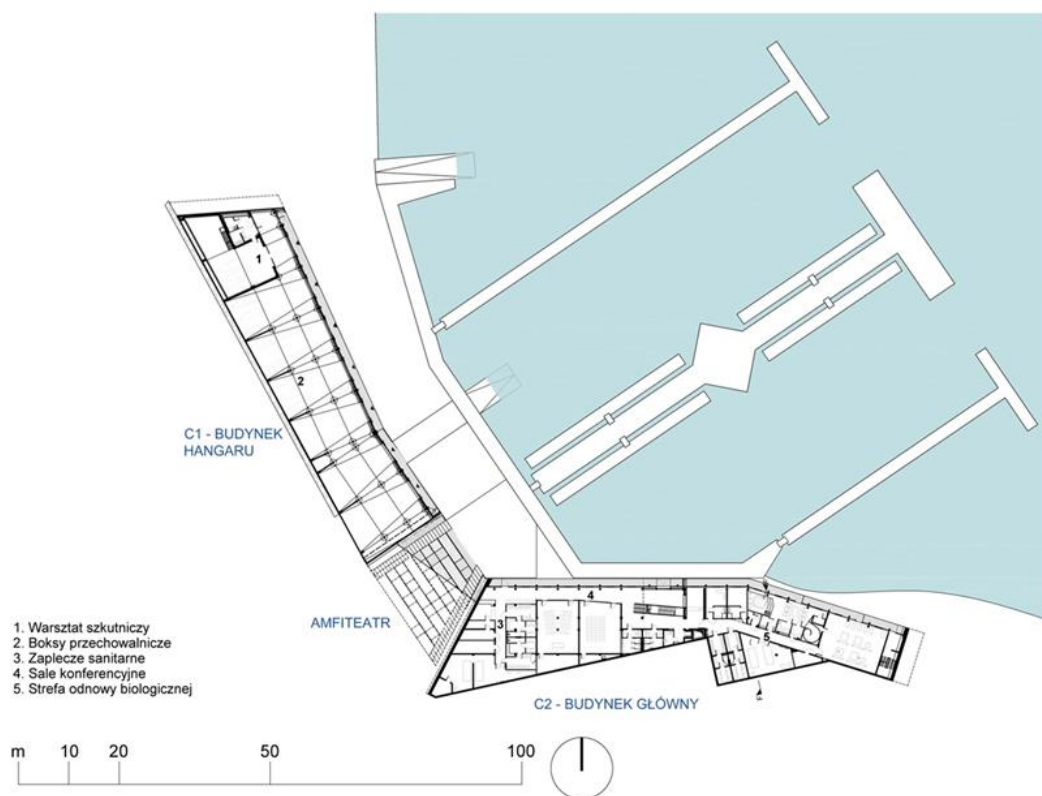 1
2
C1 - BUDYNEK
HANGARU
AMFITEATR
4
3
5
1. Warsztat szkutniczy
2. Boksy przechowalnicze
3. Zaplecze sanitarne
4. Sale konferencyjne
5. Strefa odnowy biologicznej
C2 - BUDYNEK GŁÓWNY
m 10 20 50 100